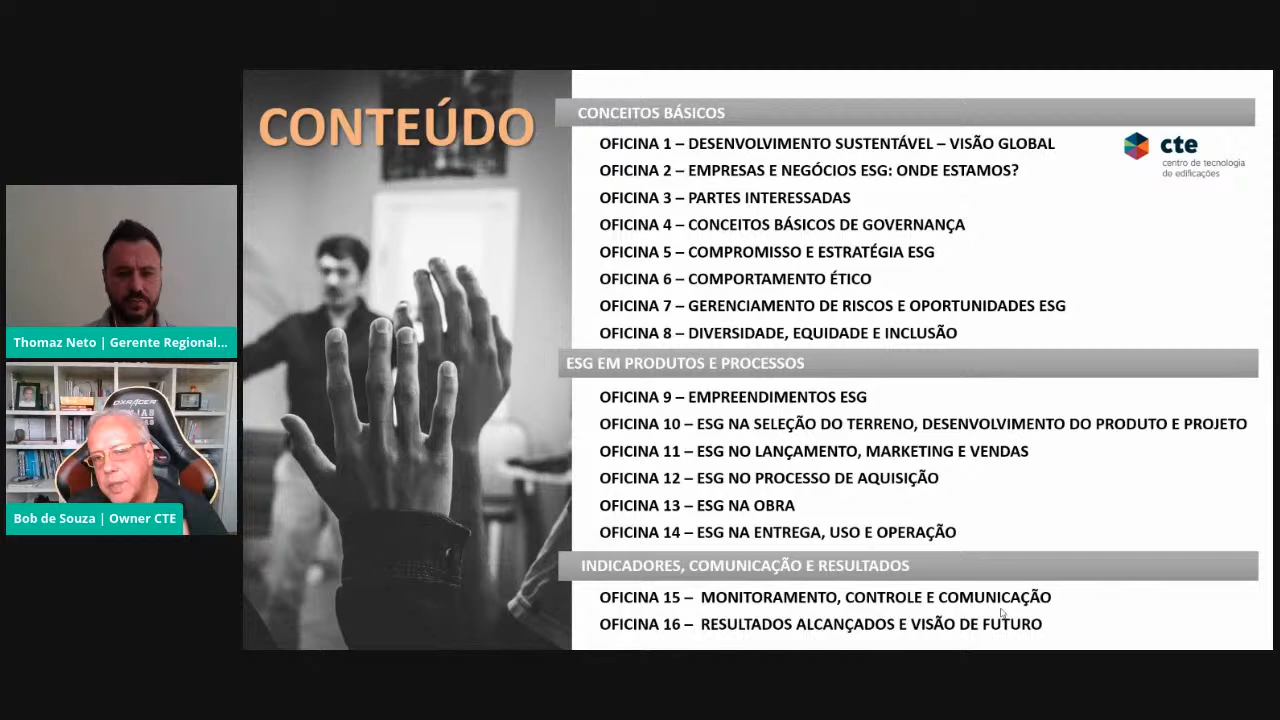 CONTEÚDO
CONCEITOS BÁSICOS
OFICINA 1 – DESENVOLVIMENTO SUSTENTÁVEL – VISÃO GLOBAL
OFICINA 2 – EMPRESAS E NEGÓCIOS ESG: ONDE ESTAMOS?
OFICINA 3 – PARTES INTERESSADAS
OFICINA 4 – CONCEITOS BÁSICOS DE GOVERNANÇA
OFICINA 5 – COMPROMISSO E ESTRATÉGIA ESG
OFICINA 6 – COMPORTAMENTO ÉTICO
OFICINA 7 – GERENCIAMENTO DE RISCOS E OPORTUNIDADES ESG
OFICINA 8 – DIVERSIDADE, EQUIDADE E INCLUSÃO
ESG EM PRODUTOS E PROCESSOS
OFICINA 9 – EMPREENDIMENTOS ESG
OFICINA 10 – ESG NA SELEÇÃO DO TERRENO, DESENVOLVIMENTO DO PRODUTO E PROJETO
OFICINA 11 – ESG NO LANÇAMENTO, MARKETING E VENDAS
OFICINA 12 – ESG NO PROCESSO DE AQUISIÇÃO
OFICINA 13 – ESG NA OBRA
OFICINA 14 – ESG NA ENTREGA, USO E OPERAÇÃO
INDICADORES, COMUNICAÇÃO E RESULTADOS
OFICINA 15 – MONITORAMENTO, CONTROLE E COMUNICAÇÃO
OFICINA 16 – RESULTADOS ALCANÇADOS E VISÃO DE FUTURO
cte
centro de tecnologia
de edificações
Thomaz Neto | Gerente Regional...
DXRACER
Bob de Souza | Owner CTE